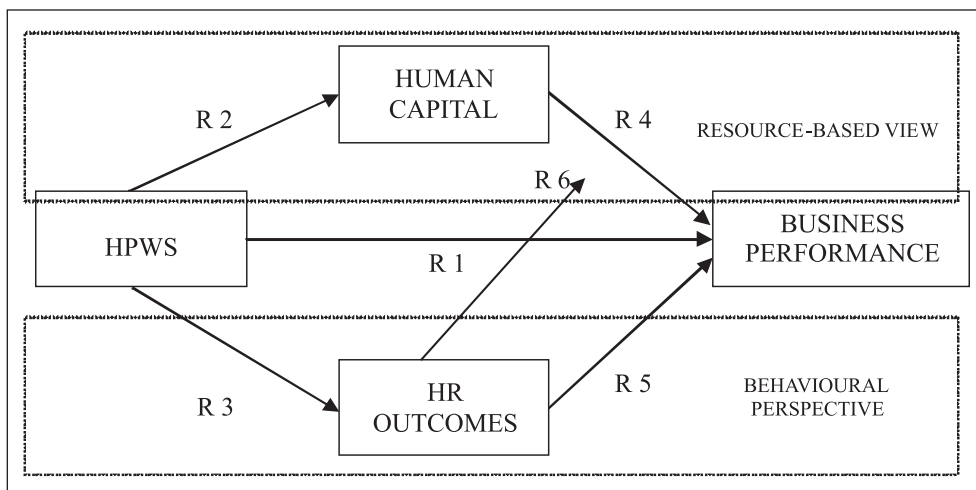 HUMAN
CAPITAL
R 2
R 4
RESOURCE-BASED VIEW
R 6
HPWS
BUSINESS
PERFORMANCE
R 1
R 3
HR
OUTCOMES
R 5
BEHAVIOURAL
PERSPECTIVE